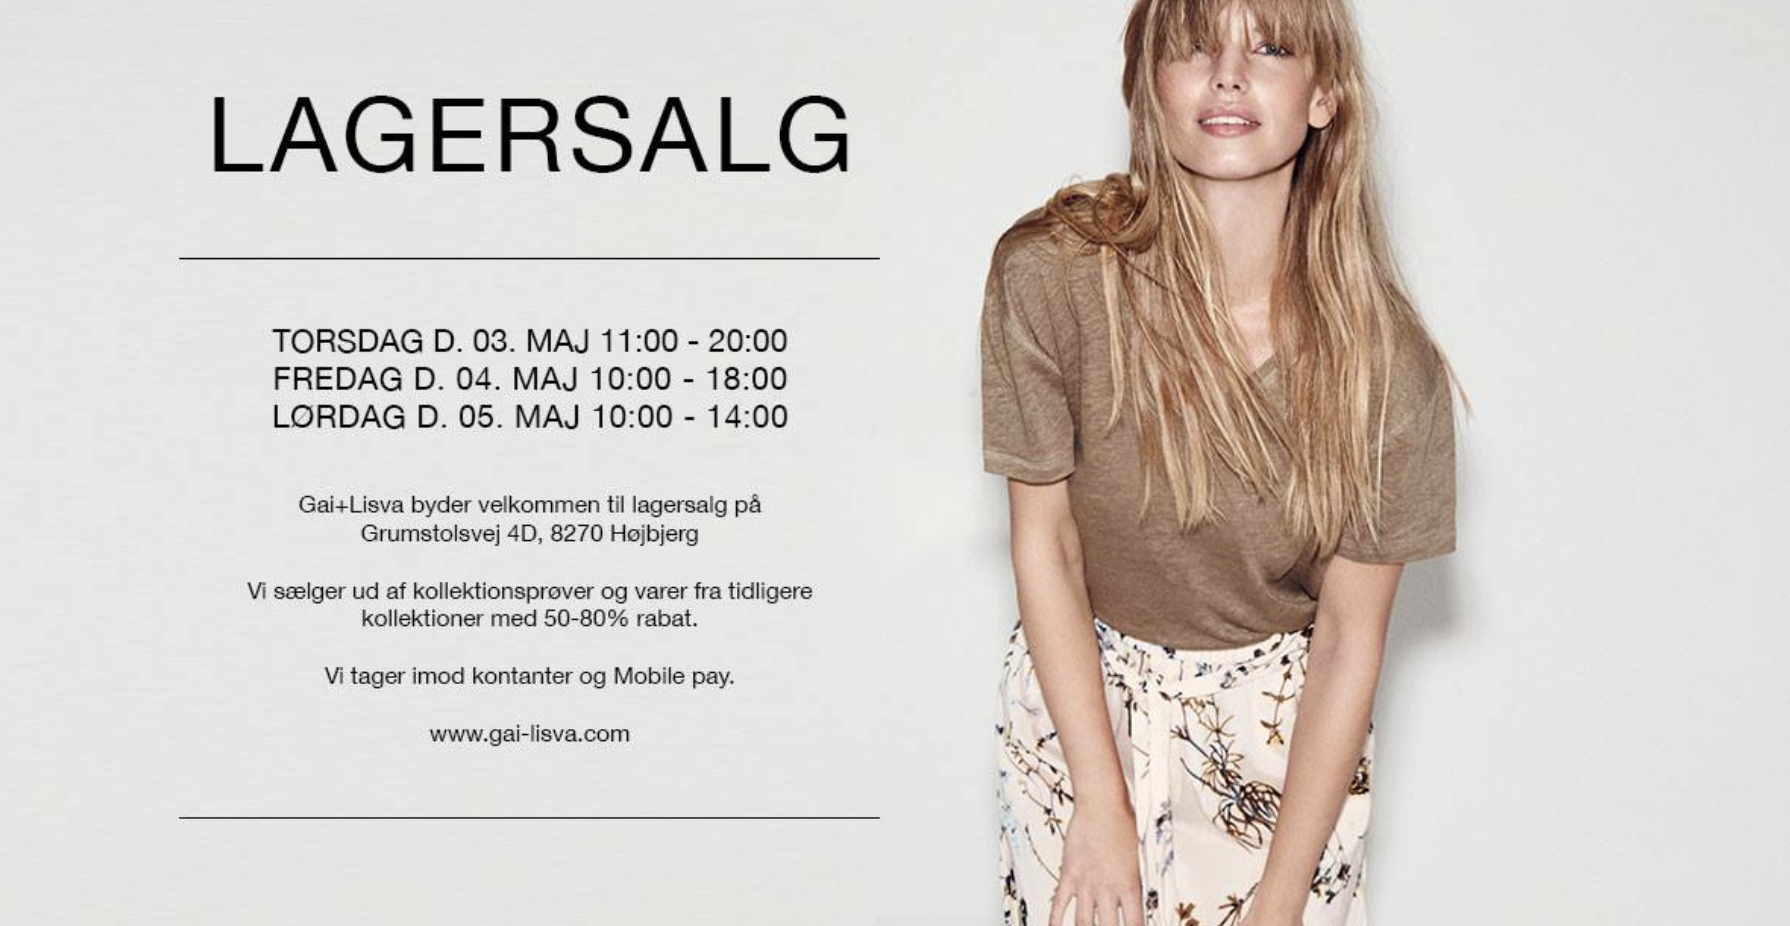 LAGERSALG
TORSDAG D. 03. MAJ 11:00 - 20:00
FREDAG D. 04. MAJ 10:00 - 18:00
LØRDAG D. 05. MAJ 10:00 - 14:00
Gai+Lisva byder velkommen til lagersalg på
Grumstolsvej 4D, 8270 Højbjerg
Vi sælger ud af kollektionsprøver og varer fra tidligere
kollektioner med 50-80% rabat.
Vi tager imod kontanter og Mobile pay.
www.gai-lisva.com